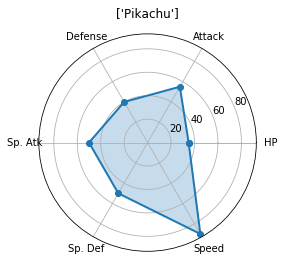 ['Pikachu']
Defense
Attack
80
60
40
20
Sp. Atk
HP
Sp. Def
Speed